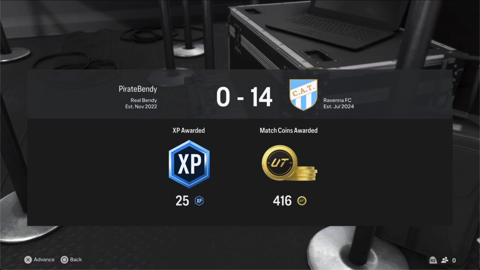 PirateBendy
Real Bendy
Est. Nov 2022
0 - 14
C.A.T.
Ravenna FC
Est. Jul 2024
XP Awarded
Match Coins Awarded
XP
UT
25 XP
416
Advance
Back
0